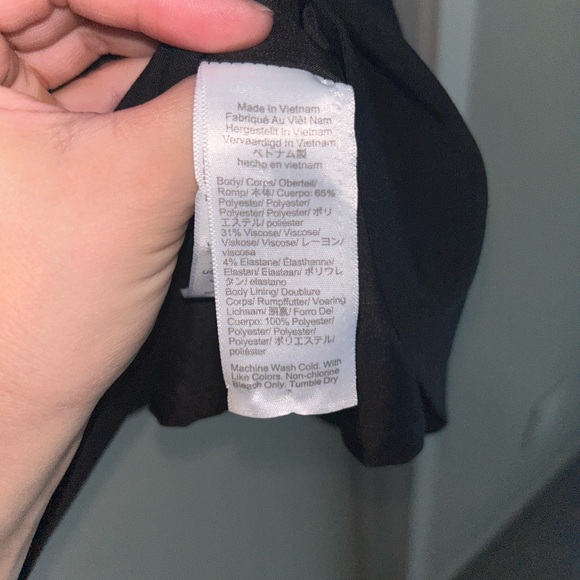 Made in Vietnam
Fabriqué Au Viêt Nam
Hergestellt In Vietnam
Vervaardigd in Vietnam
ベトナム製
hecho en vietnam
Body/ Corps/ Oberteil/
Romp/ 本体/ Cuerpo: 65%
Polyester/ Polyester/
Polyester/ Polyester/ ポリ
エステル/ poliéster
31% Viscose/ Viscose/
Viskose/ Viscose/ レーヨン/
viscosa
4% Elastane/ Élasthanne/
Elastan/ Elastaan/ ポリウレ
タン/ elastano
Body Lining/ Doublure
Corps/ Rumpffutter/ Voering
Lichnam/ 胴裏/ Forro Del
Cuerpo: 100% Polyester/
Polyester/ Polyester/
Polyester/ ポリエステル/
poliéster
Machine Wash Cold. With
Like Colors. Non-chlorine
Bleach Only. Tumble Dry